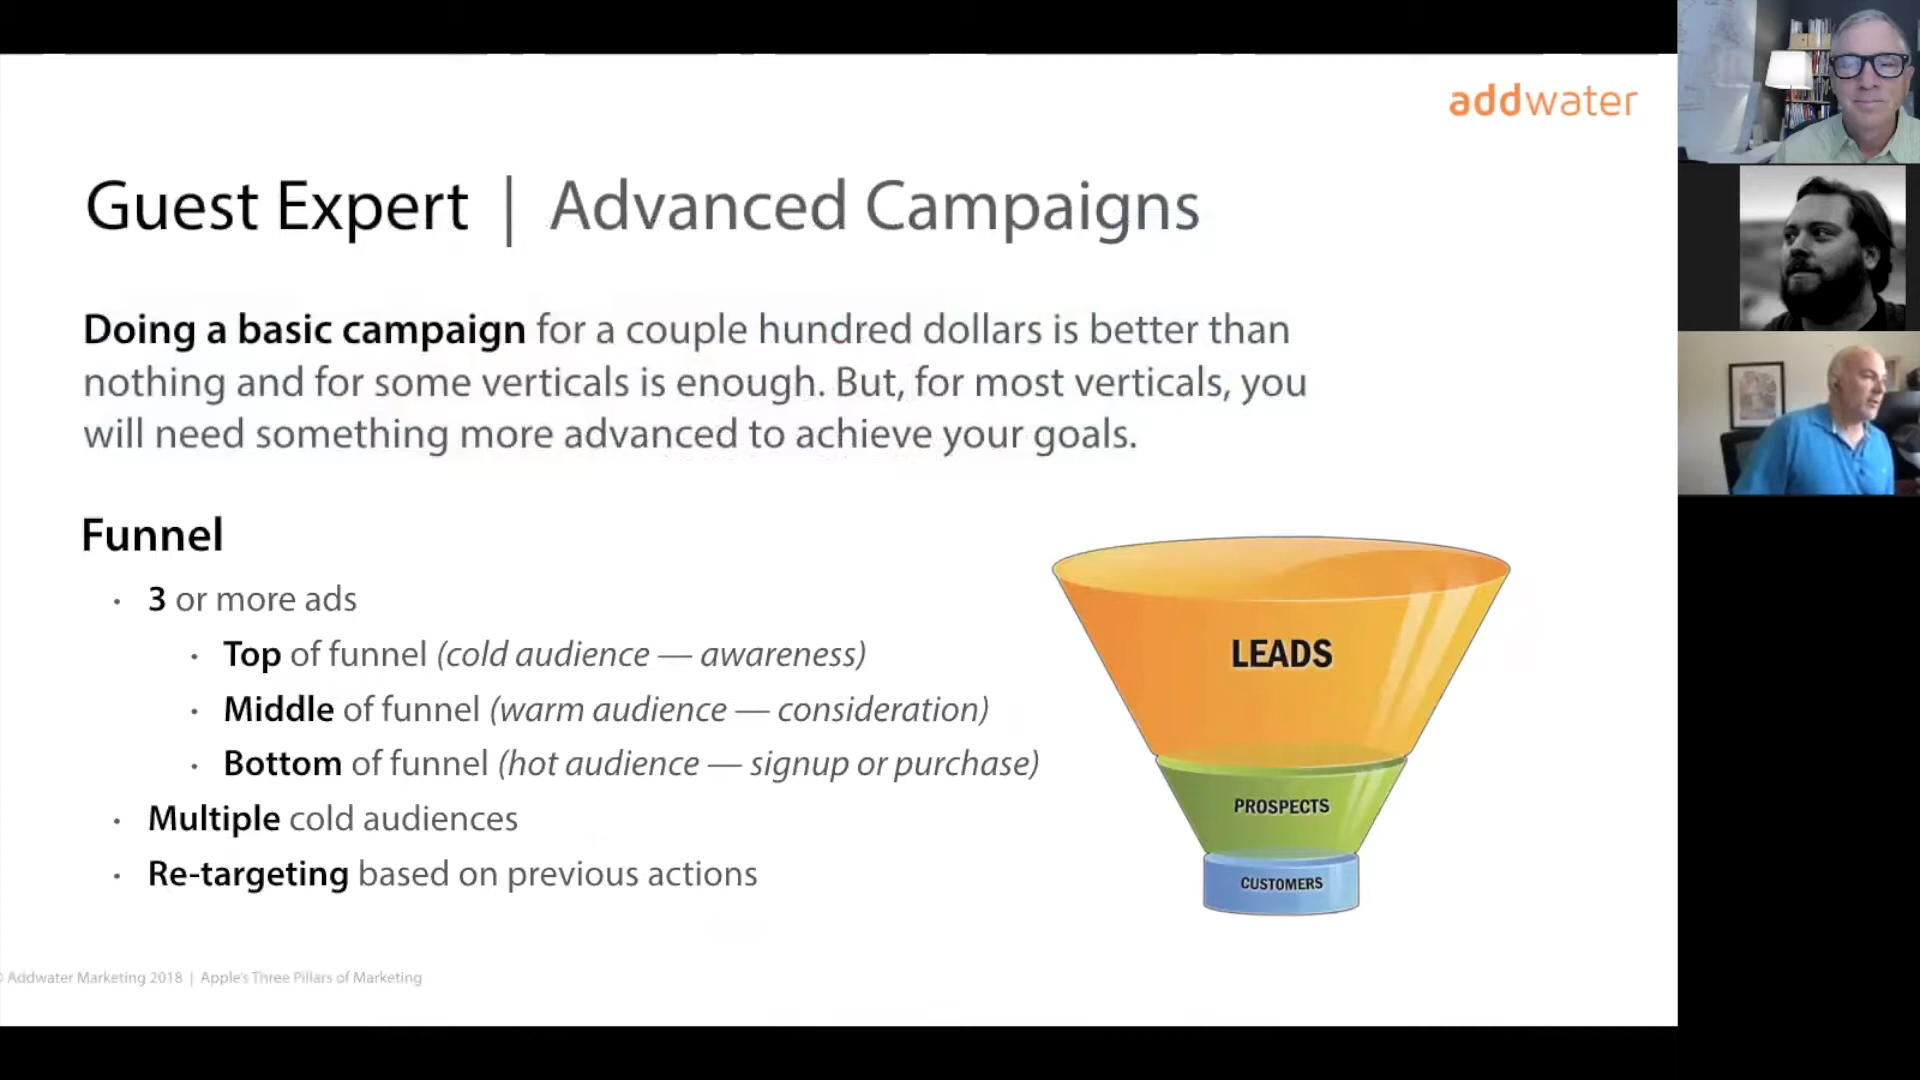 addwater
Guest Expert | Advanced Campaigns
Doing a basic campaign for a couple hundred dollars is better than
nothing and for some verticals is enough. But, for most verticals, you
will need something more advanced to achieve your goals.
Funnel
· 3 or more ads
· Top of funnel (cold audience — awareness)
· Middle of funnel (warm audience — consideration)
· Bottom of funnel (hot audience — signup or purchase)
· Multiple cold audiences
· Re-targeting based on previous actions
LEADS
PROSPECTS
CUSTOMERS
© Addwater Marketing 2018 | Apple's Three Pillars of Marketing